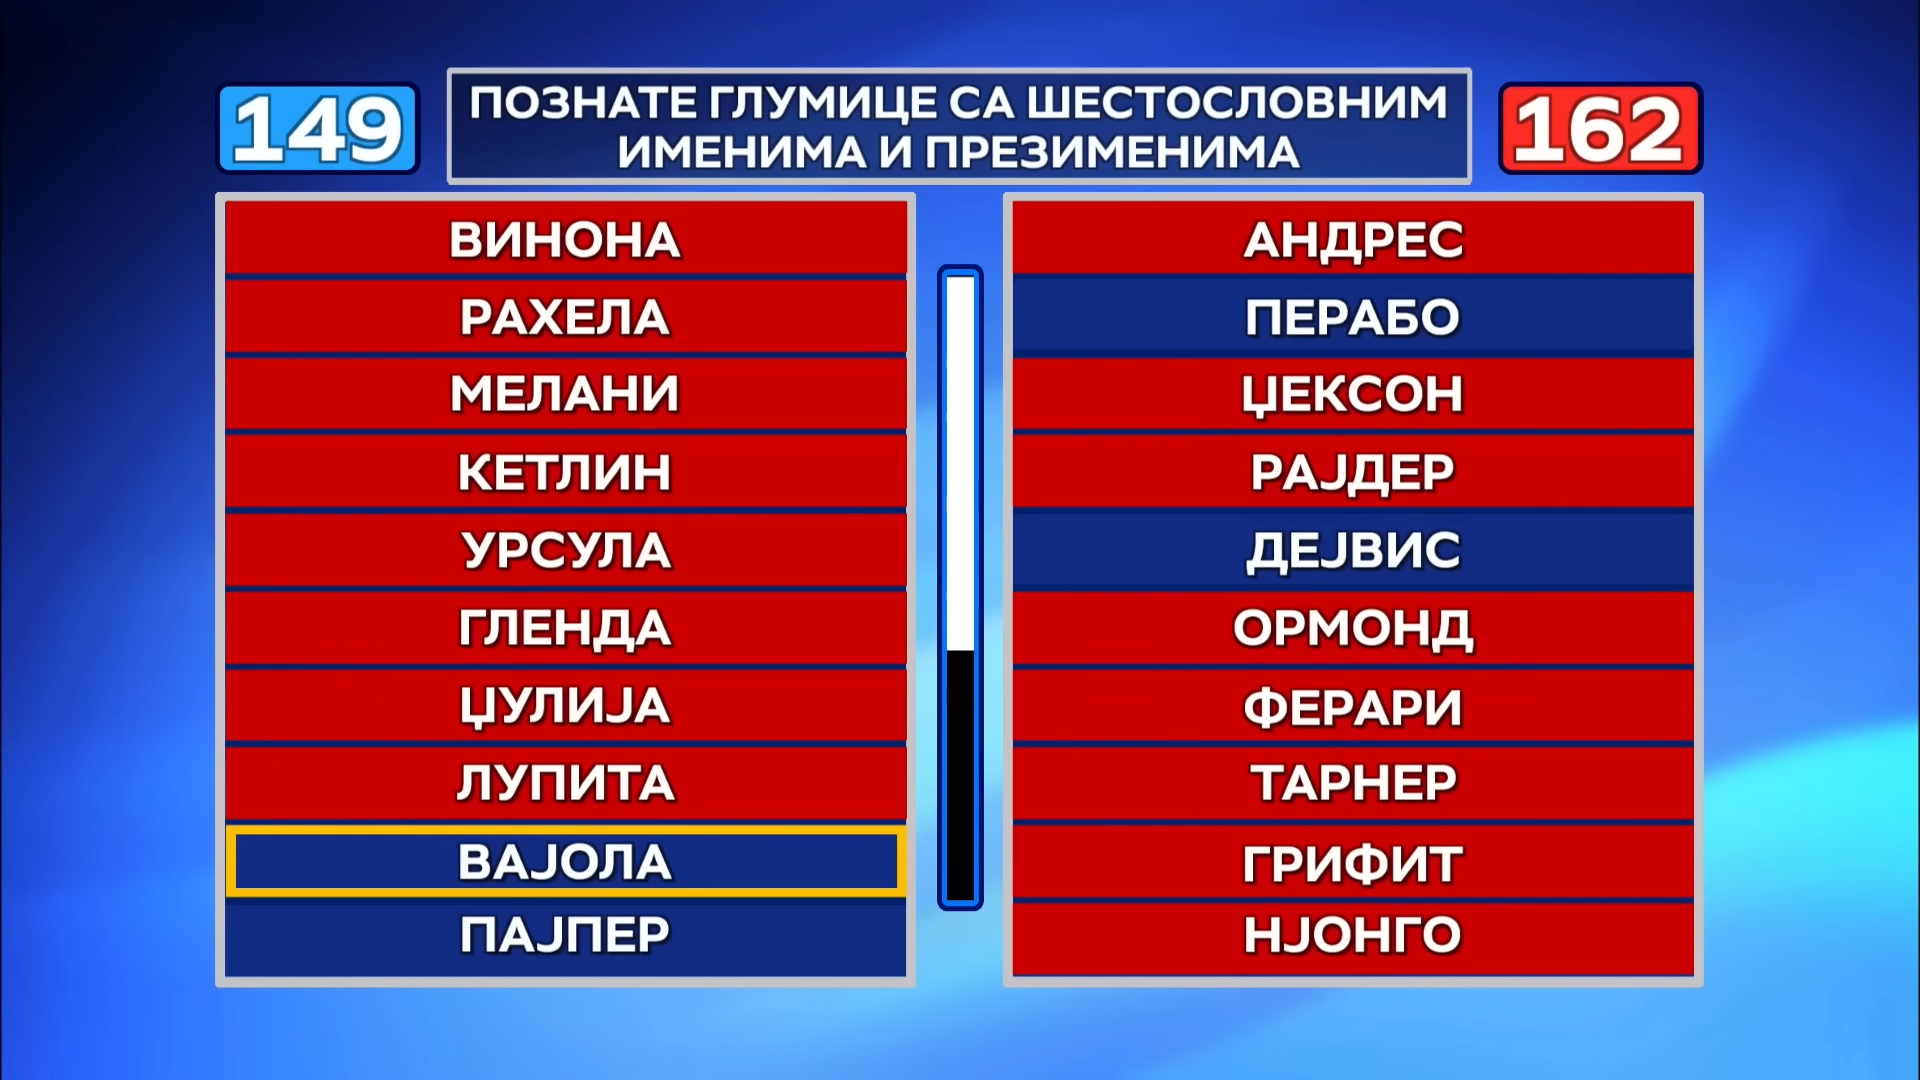 149
ПОЗНАТЕ ГЛУМИЦЕ СА ШЕСТОСЛОВНИМ
ИМЕНИМА И ПРЕЗИМЕНИМА
162
ВИНОНА
РАХЕЛА
МЕЛАНИ
КЕТЛИН
УРСУЛА
ГЛЕНДА
ЏУЛИЈА
ЛУПИТА
ВАЈОЛА
ПАЈПЕР
АНДРЕС
ПЕРАБО
ЏЕКСОН
РАЈДЕР
ДЕЈВИС
ОРМОНД
ФЕРАРИ
ТАРНЕР
ГРИФИТ
НЈОНГО